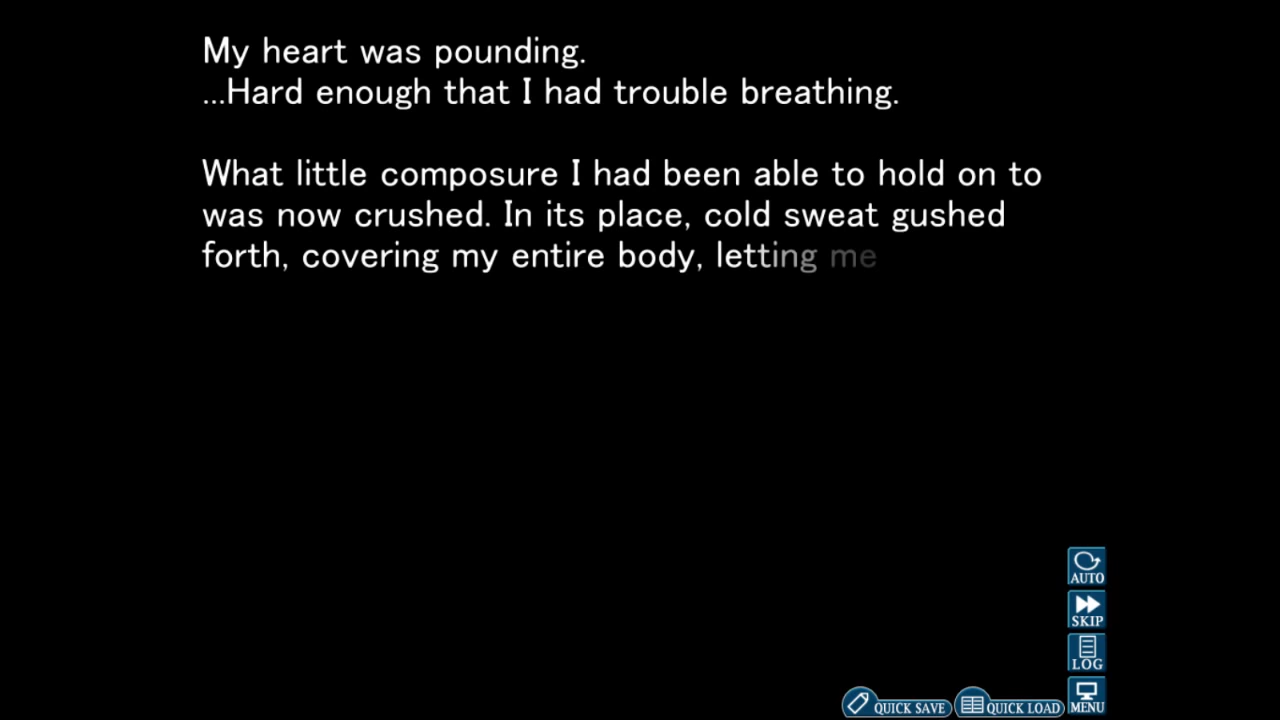 My heart was pounding.
...Hard enough that I had trouble breathing.
What little composure I had been able to hold on to
was now crushed. In its place, cold sweat gushed
forth, covering my entire body, letting me
AUTO
SKIP
LOG
MENU
QUICK SAVE
QUICK LOAD